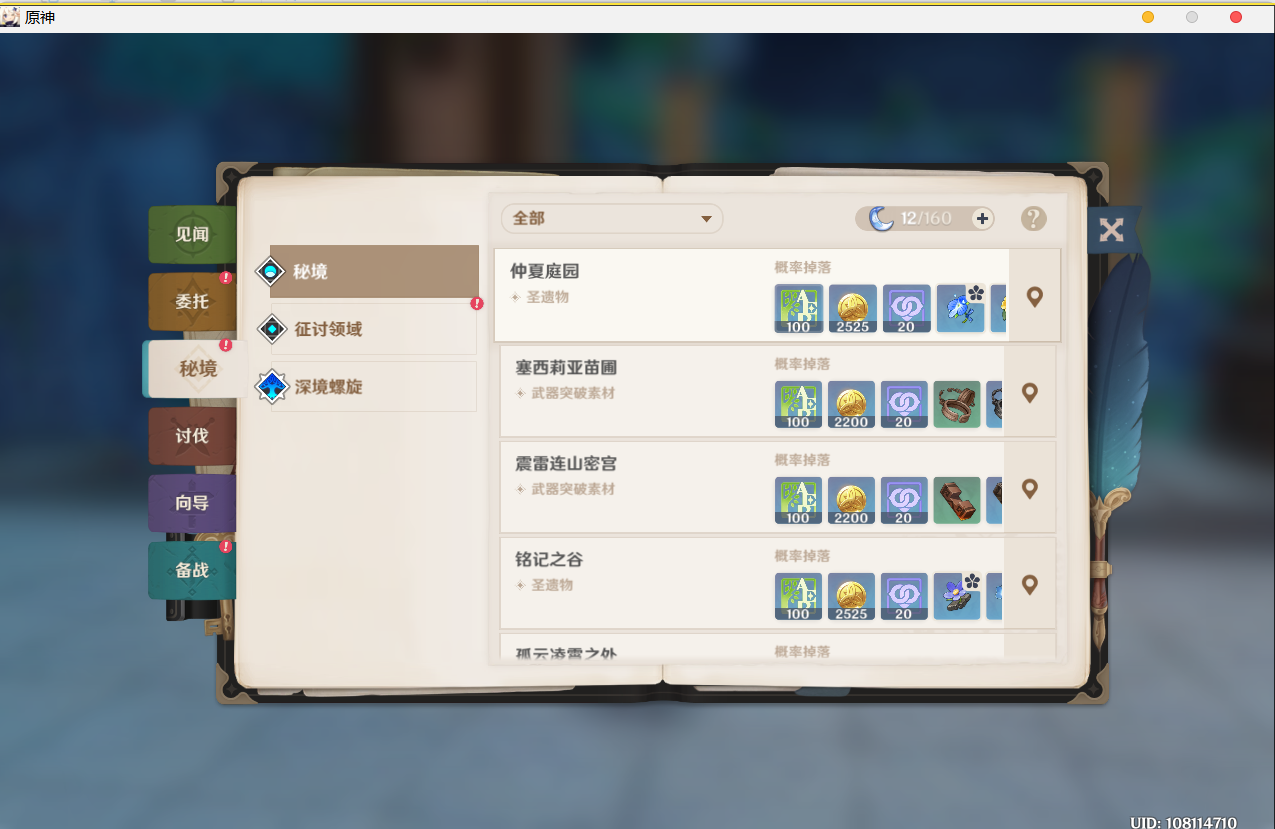 原神
见闻
委托
秘境
讨伐
向导
备战
秘境
征讨领域
深境螺旋
全部
12/160
?
仲夏庭园
圣遗物
概率掉落
100
2525
20
塞西莉亚苗圃
武器突破素材
概率掉落
100
2200
20
震雷连山密宫
武器突破素材
概率掉落
100
2200
20
铭记之谷
圣遗物
概率掉落
100
2525
20
孤云凌霄之处
概率掉落
UID: 108114710